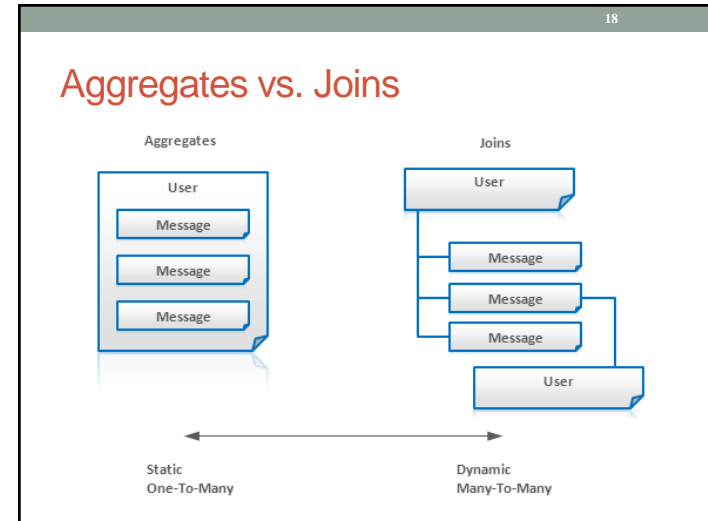 18
Aggregates vs. Joins
Aggregates
User
Message
Message
Message
Joins
User
Message
Message
Message
User
Static
One-To-Many
Dynamic
Many-To-Many